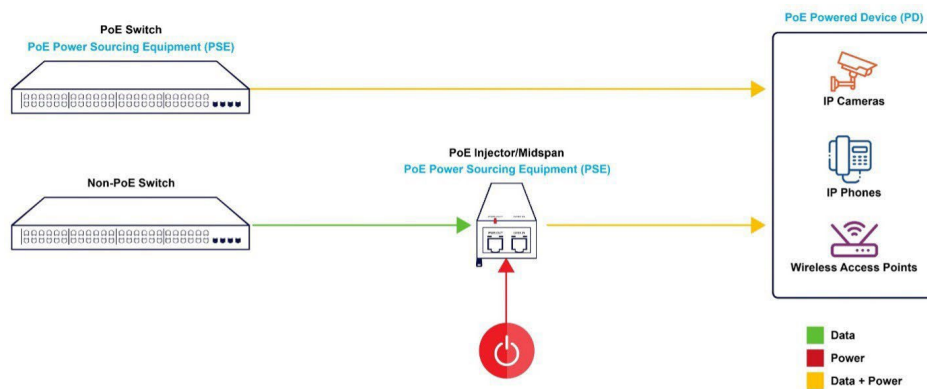 PoE Switch
PoE Power Sourcing Equipment (PSE)
PoE Powered Device (PD)
IP Cameras
PoE Injector/Midspan
PoE Power Sourcing Equipment (PSE)
Non-PoE Switch
IP Phones
Wireless Access Points
Data
Power
Data + Power